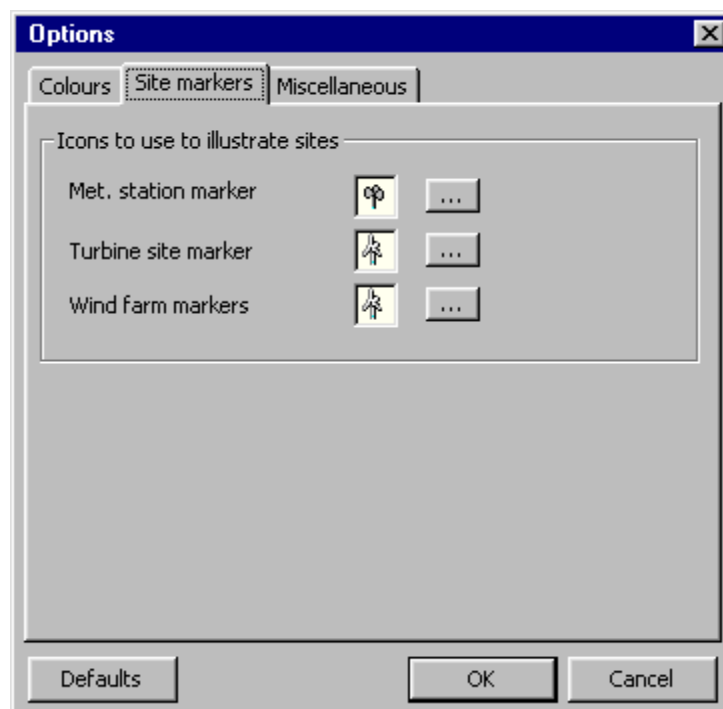 Options
Colours Site markers Miscellaneous
Icons to use to illustrate sites
Met. station marker ...
Turbine site marker ...
Wind farm markers ...
Defaults OK Cancel